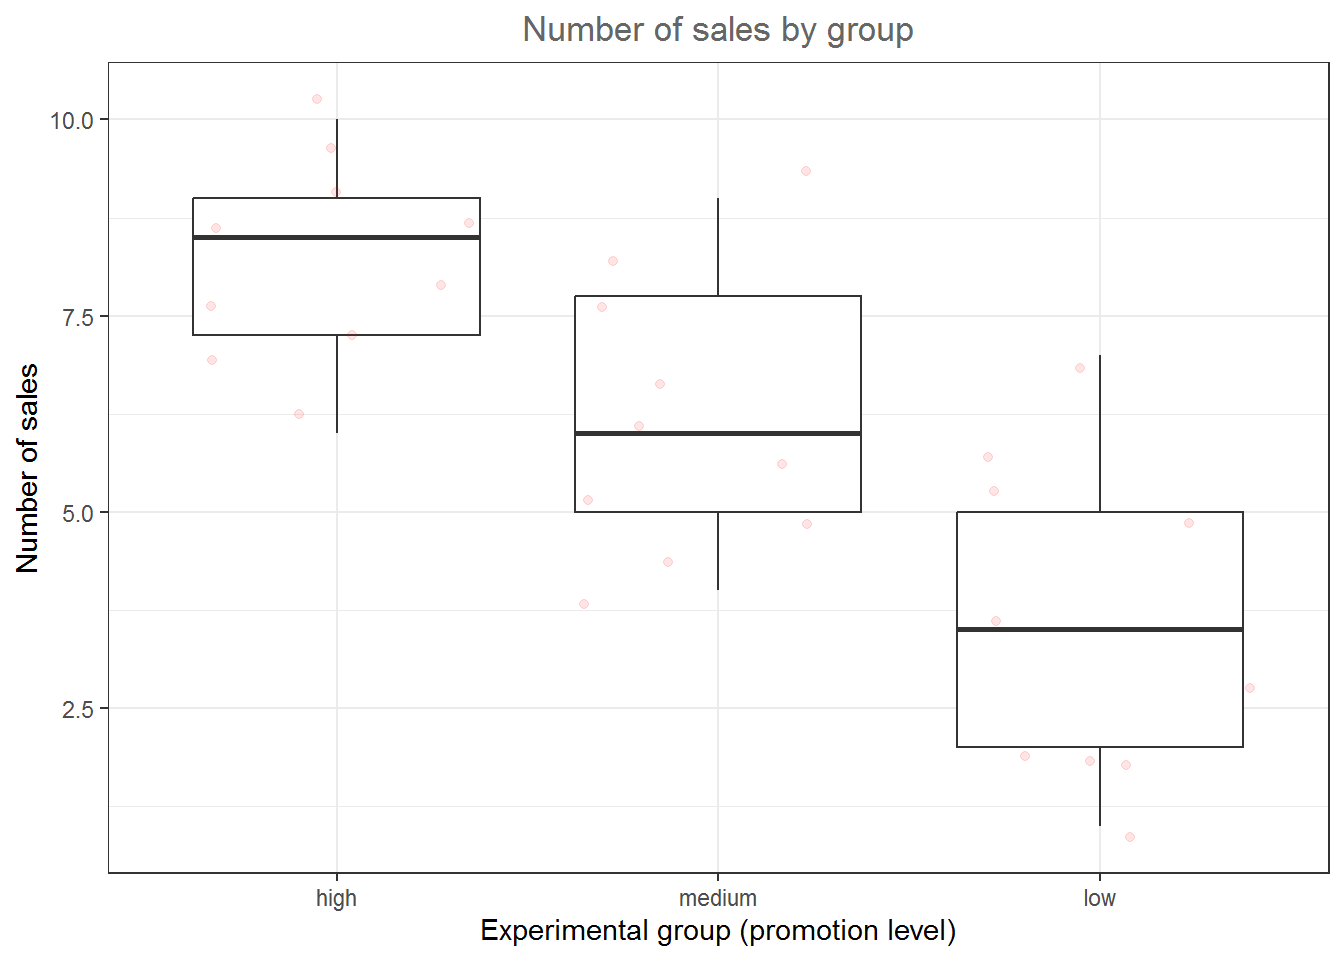 Number of sales by group
Number of sales
10.0
7.5
5.0
2.5
high
medium
low
Experimental group (promotion level)